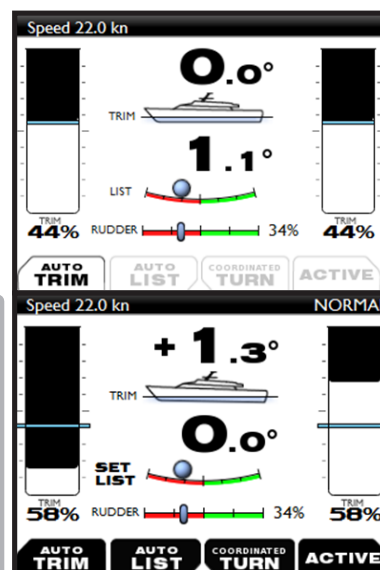 Speed 22.0 kn
0.0°
TRIM
1.1°
LIST
TRIM
44%
RUDDER
34%
TRIM
44%
AUTO TRIM
AUTO LIST
COORDINATED TURN
ACTIVE
Speed 22.0 kn
NORMA
+1.3°
TRIM
0.0°
SET LIST
TRIM
58%
RUDDER
34%
TRIM
58%
AUTO TRIM
AUTO LIST
COORDINATED TURN
ACTIVE